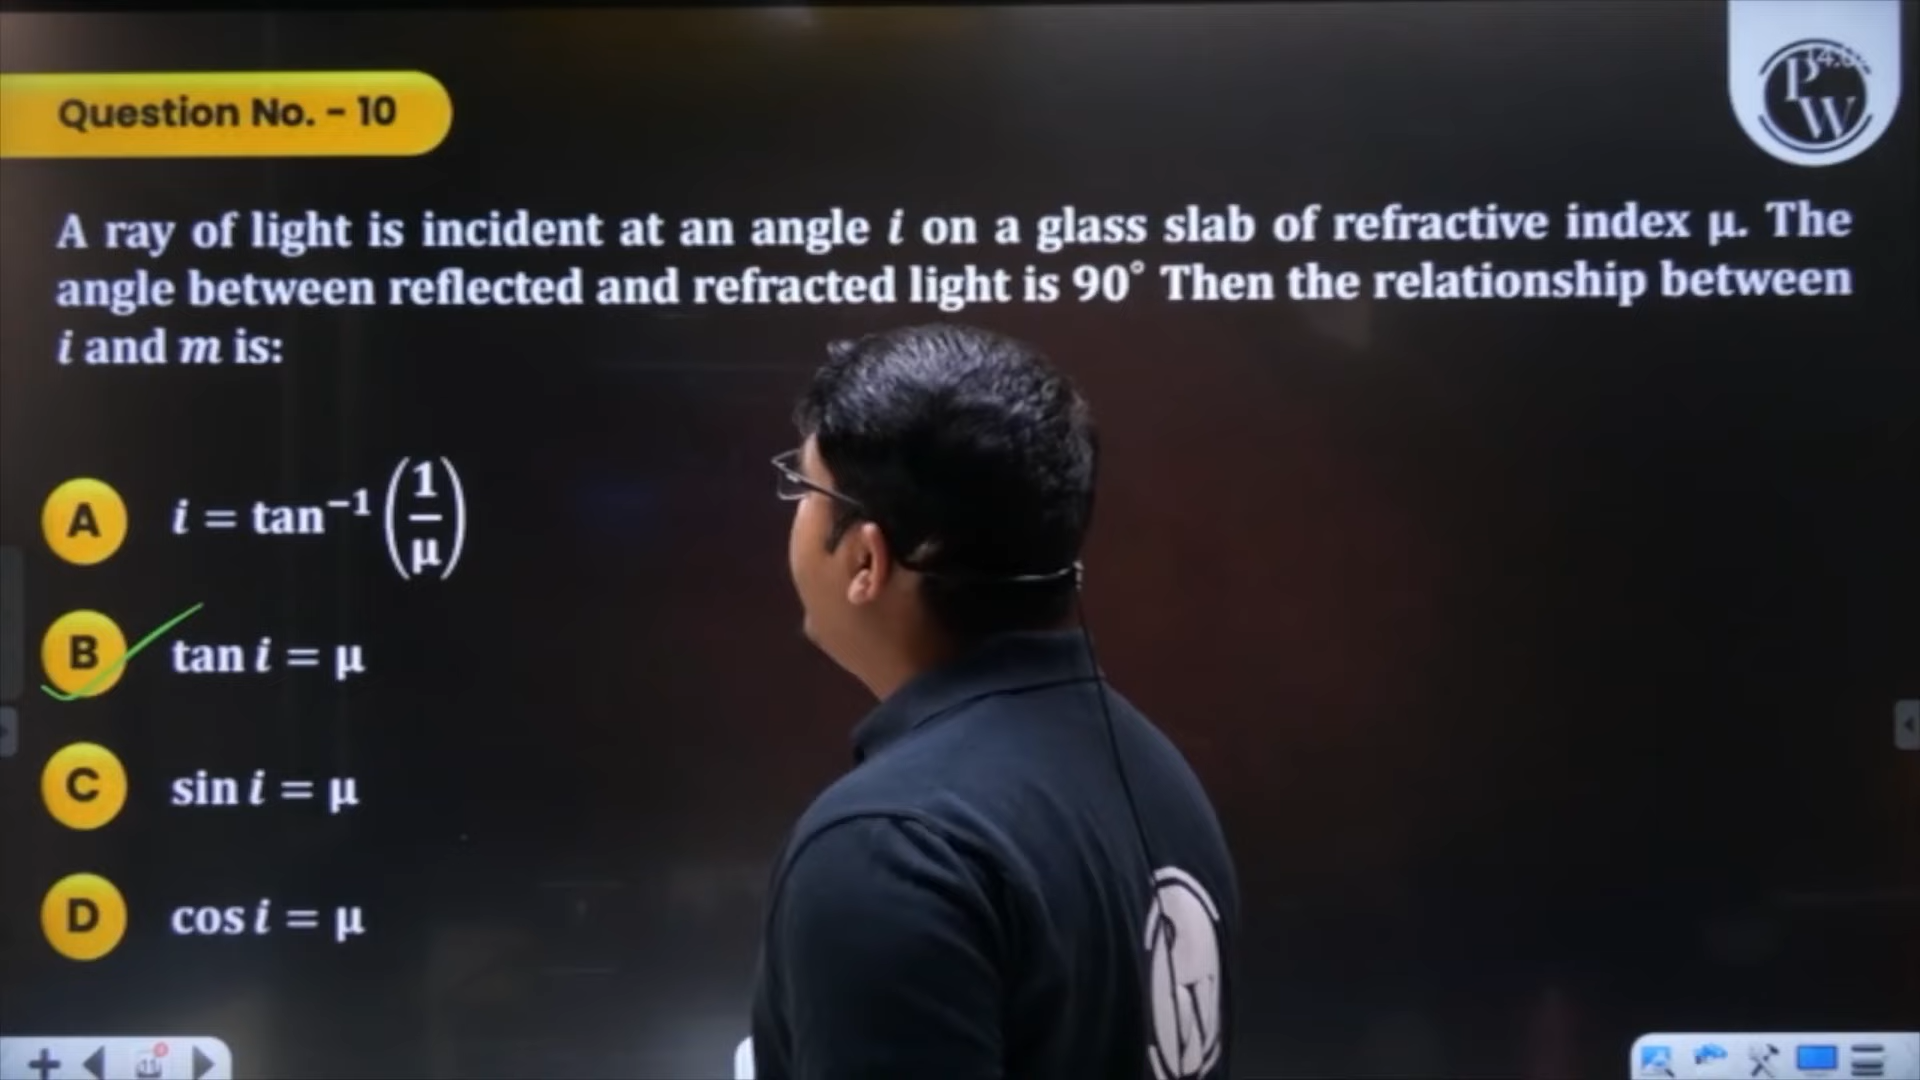 Question No. - 10
PW
A ray of light is incident at an angle i on a glass slab of refractive index μ. The
angle between reflected and refracted light is 90° Then the relationship between
i and m is:
A i = tan⁻¹ (1/μ)
B tan i = μ
C sin i = μ
D cos i = μ